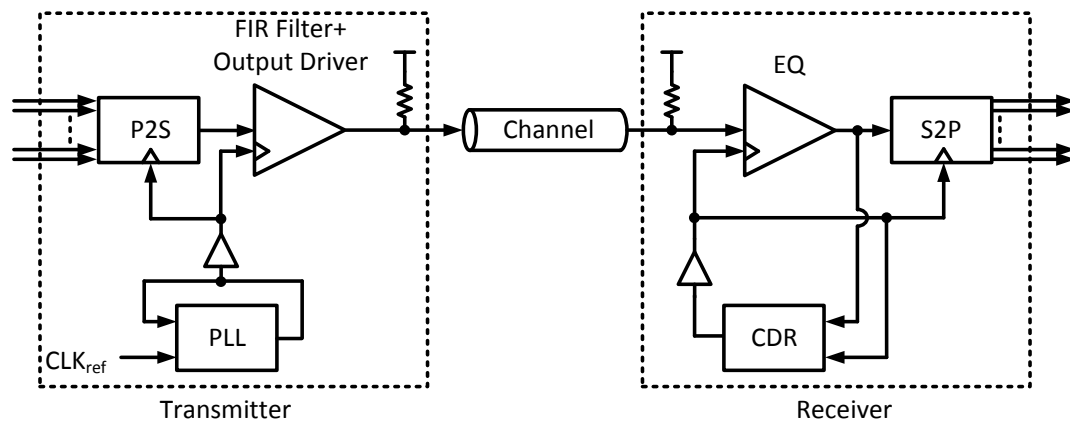 FIR Filter+
Output Driver
EQ
P2S
Channel
S2P
PLL
CDR
CLKref
Transmitter
Receiver